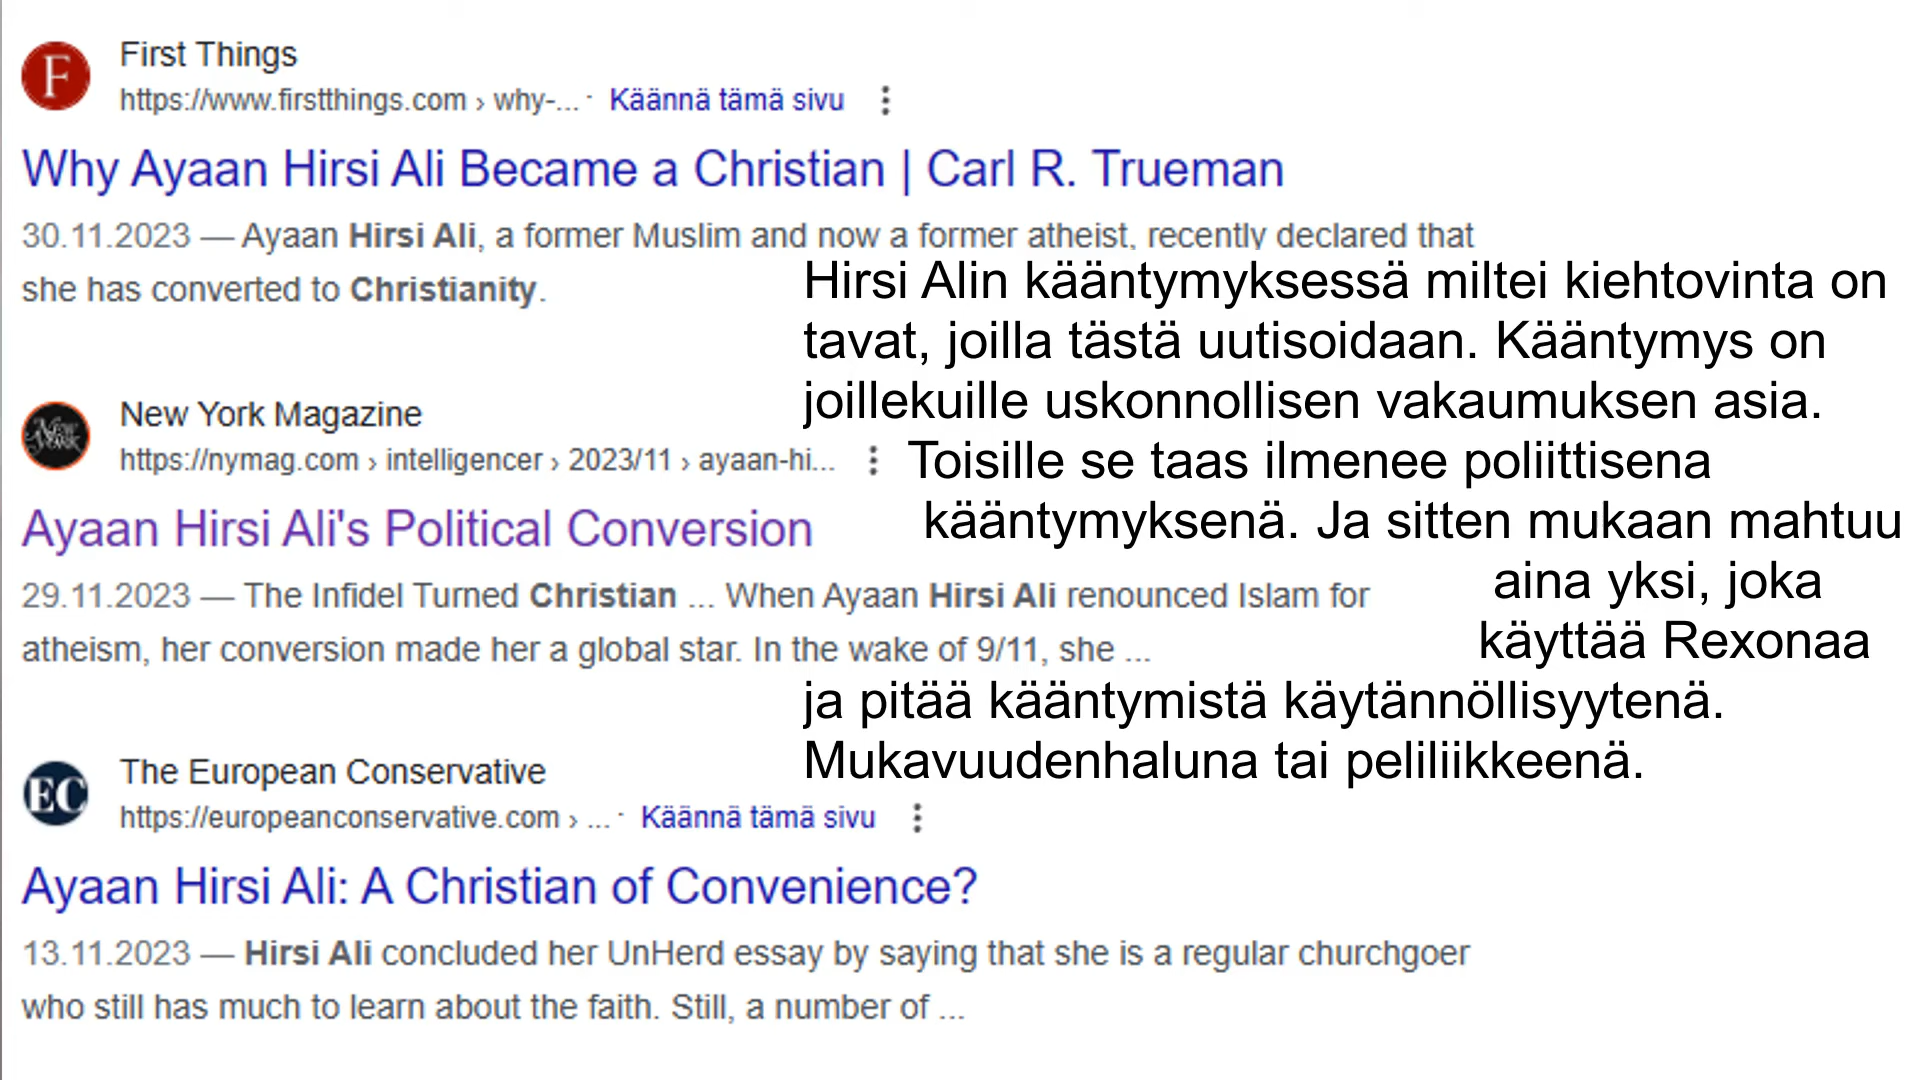 First Things
https://www.firstthings.com › why-... · Käännä tämä sivu
Why Ayaan Hirsi Ali Became a Christian | Carl R. Trueman
30.11.2023 — Ayaan Hirsi Ali, a former Muslim and now a former atheist, recently declared that
she has converted to Christianity.
Hirsi Alin kääntymyksessä miltei kiehtovinta on
tavat, joilla tästä uutisoidaan. Kääntymys on
joillekuille uskonnollisen vakaumuksen asia.
Toisille se taas ilmenee poliittisena
kääntymyksenä. Ja sitten mukaan mahtuu
aina yksi, joka
käyttää Rexonaa
ja pitää kääntymistä käytännöllisyytenä.
Mukavuudenhaluna tai peliliikkeenä.
New York Magazine
https://nymag.com › intelligencer › 2023/11 › ayaan-hi...
Ayaan Hirsi Ali's Political Conversion
29.11.2023 — The Infidel Turned Christian ... When Ayaan Hirsi Ali renounced Islam for
atheism, her conversion made her a global star. In the wake of 9/11, she ...
The European Conservative
https://europeanconservative.com › ... · Käännä tämä sivu
Ayaan Hirsi Ali: A Christian of Convenience?
13.11.2023 — Hirsi Ali concluded her UnHerd essay by saying that she is a regular churchgoer
who still has much to learn about the faith. Still, a number of ...
F
New York
EC